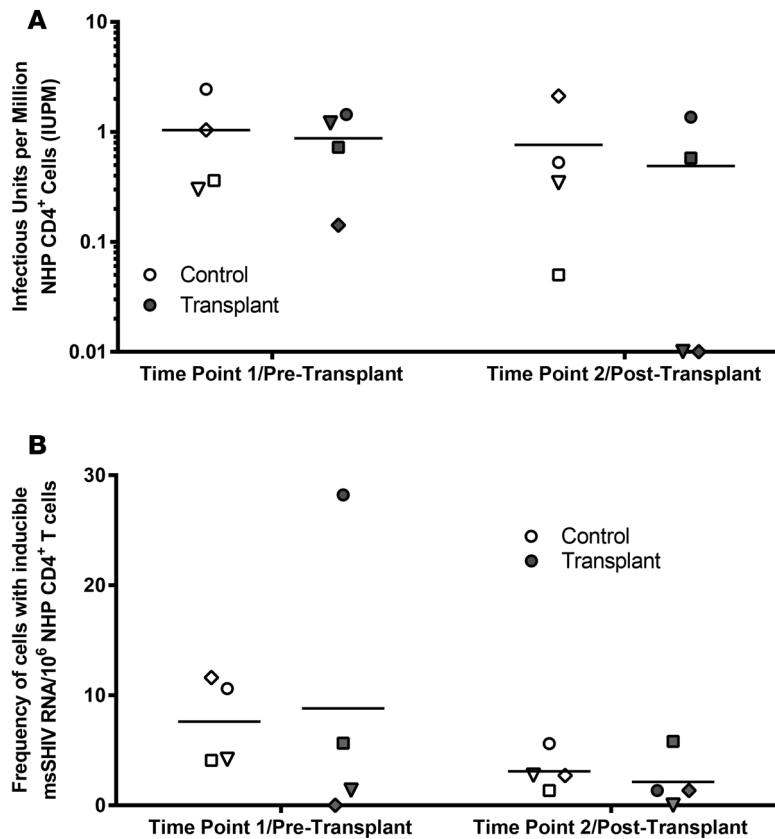 A
Infectious Units per Million
NHP CD4⁺ Cells (IUPM)
10
1
0.1
0.01
Control
Transplant
Time Point 1/Pre-Transplant
Time Point 2/Post-Transplant
B
Frequency of cells with inducible
msSHIV RNA/10⁶ NHP CD4⁺ T cells
30
20
10
0
Control
Transplant
Time Point 1/Pre-Transplant
Time Point 2/Post-Transplant